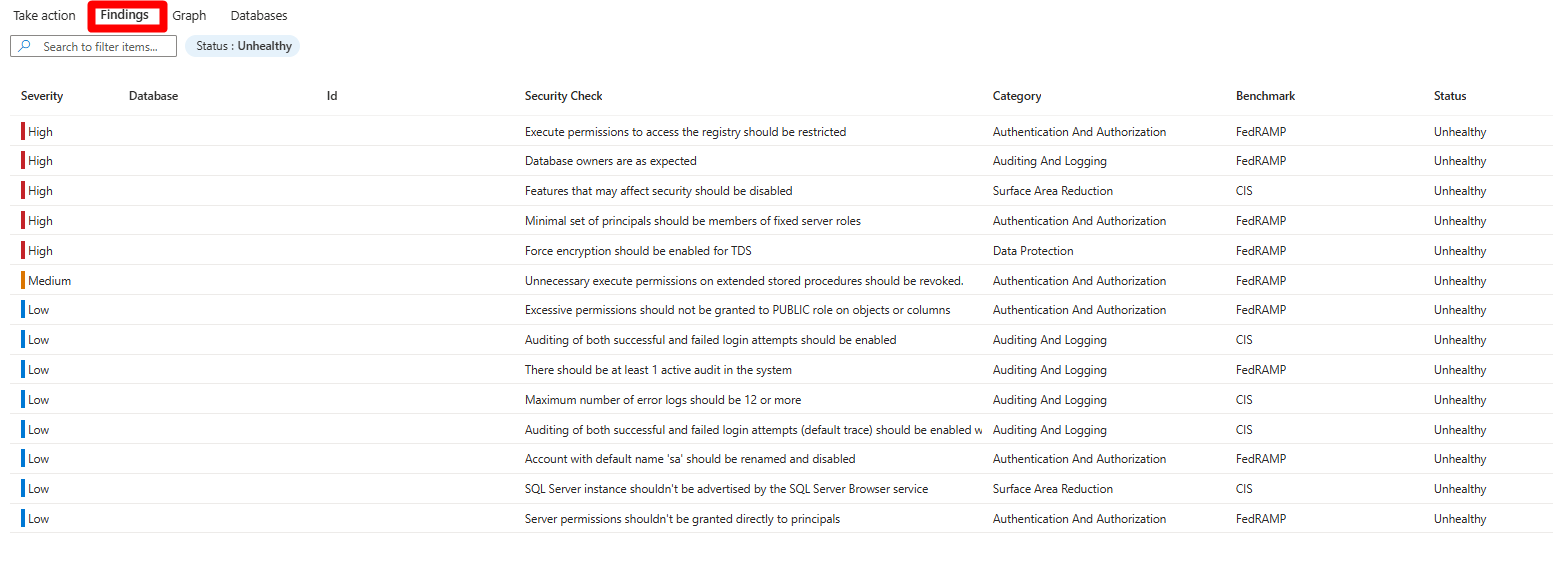 Take action Findings Graph Databases
Search to filter items... Status : Unhealthy
Severity Database Id Security Check Category Benchmark Status
High Execute permissions to access the registry should be restricted Authentication And Authorization FedRAMP Unhealthy
High Database owners are as expected Auditing And Logging FedRAMP Unhealthy
High Features that may affect security should be disabled Surface Area Reduction CIS Unhealthy
High Minimal set of principals should be members of fixed server roles Authentication And Authorization FedRAMP Unhealthy
High Force encryption should be enabled for TDS Data Protection FedRAMP Unhealthy
Medium Unnecessary execute permissions on extended stored procedures should be revoked. Authentication And Authorization FedRAMP Unhealthy
Low Excessive permissions should not be granted to PUBLIC role on objects or columns Authentication And Authorization FedRAMP Unhealthy
Low Auditing of both successful and failed login attempts should be enabled Auditing And Logging CIS Unhealthy
Low There should be at least 1 active audit in the system Auditing And Logging FedRAMP Unhealthy
Low Maximum number of error logs should be 12 or more Auditing And Logging CIS Unhealthy
Low Auditing of both successful and failed login attempts (default trace) should be enabled w Auditing And Logging CIS Unhealthy
Low Account with default name 'sa' should be renamed and disabled Authentication And Authorization FedRAMP Unhealthy
Low SQL Server instance shouldn't be advertised by the SQL Server Browser service Surface Area Reduction CIS Unhealthy
Low Server permissions shouldn't be granted directly to principals Authentication And Authorization FedRAMP Unhealthy